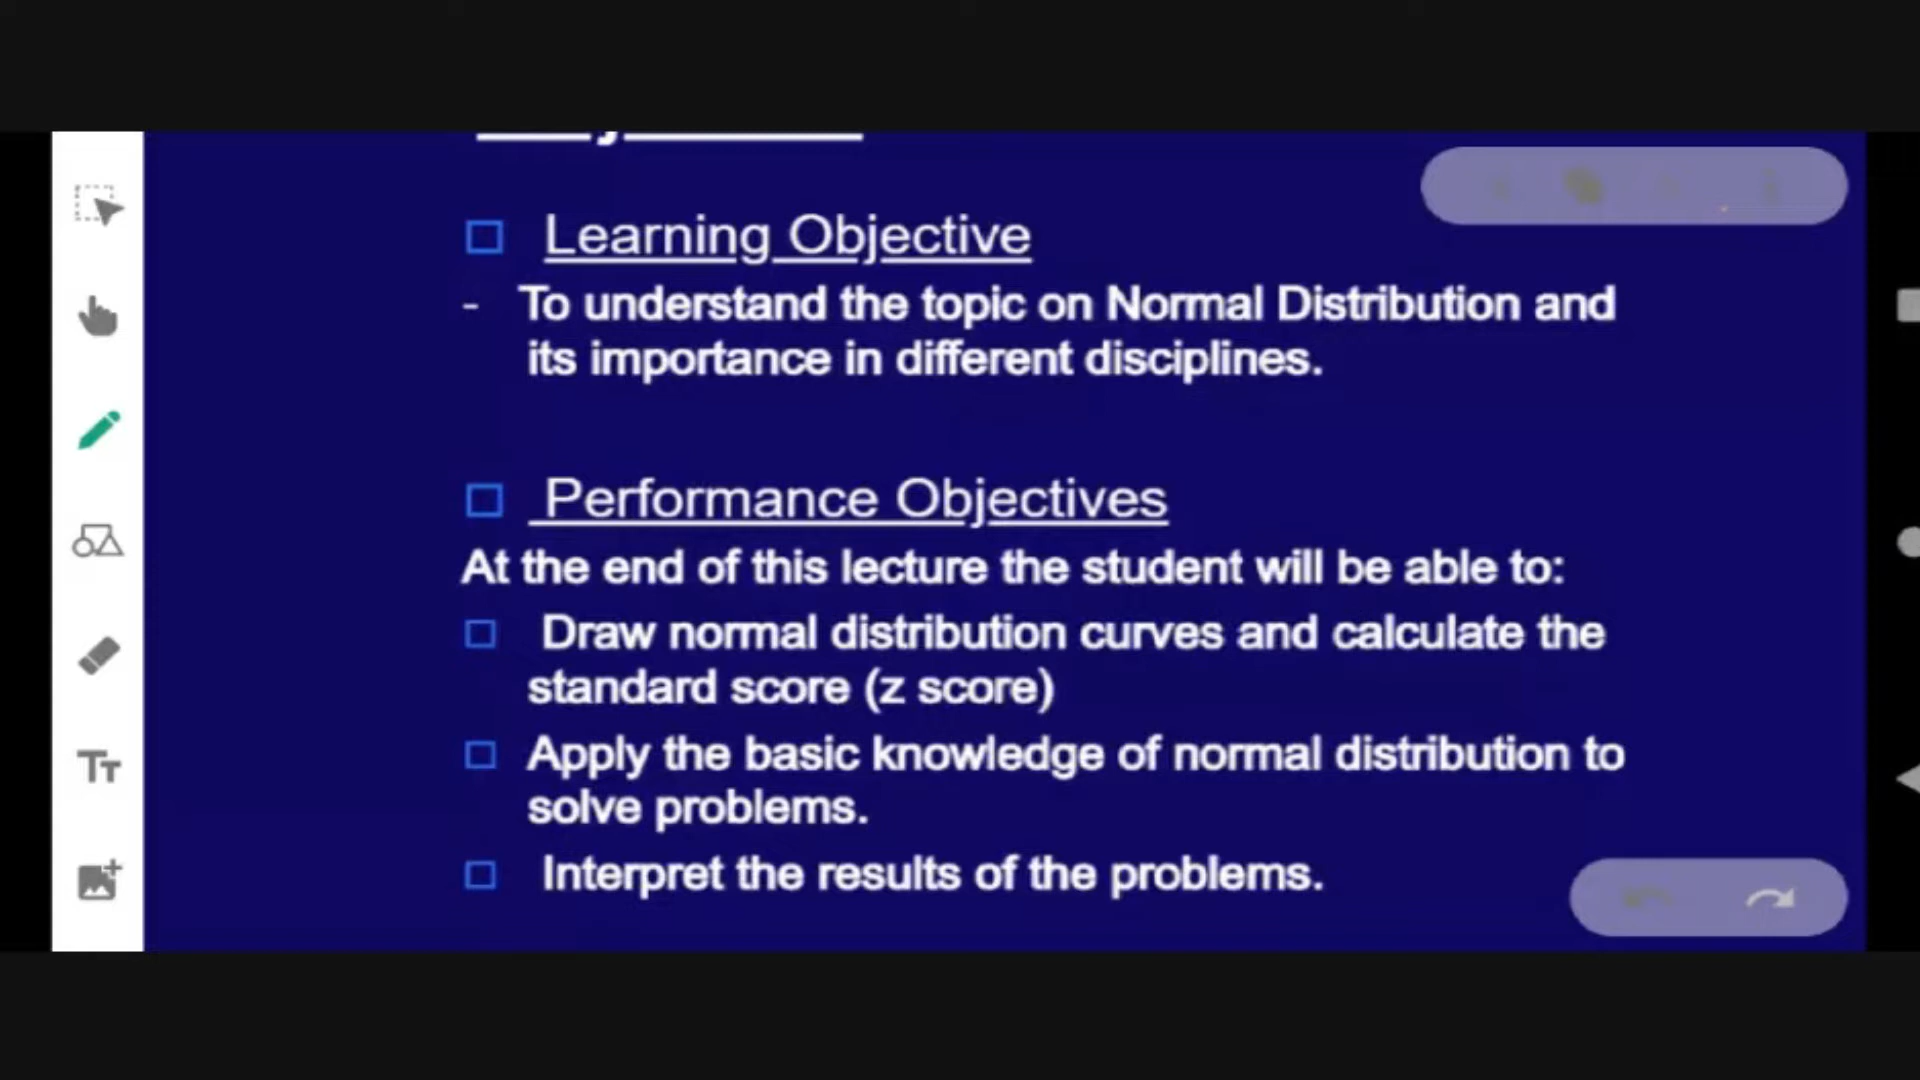 Learning Objective
- To understand the topic on Normal Distribution and
its importance in different disciplines.
Performance Objectives
At the end of this lecture the student will be able to:
Draw normal distribution curves and calculate the
standard score (z score)
Apply the basic knowledge of normal distribution to
solve problems.
Interpret the results of the problems.